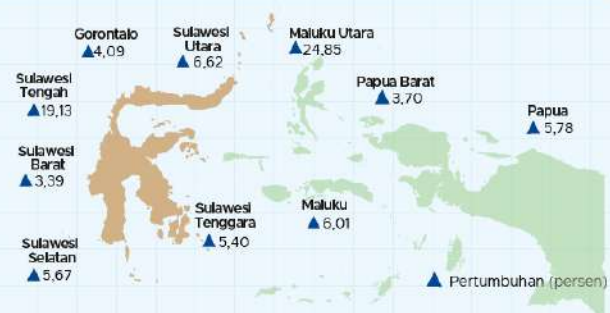 Gorontalo
▲4,09
Sulawesi
Utara
▲ 6,62
Maluku Utara
▲24,85
Sulawesi
Tengah
▲19,13
Papua Barat
▲ 3,70
Papua
▲ 5,78
Sulawesi
Barat
▲ 3,39
Sulawesi
Tenggara
▲ 5,40
Maluku
▲ 6,01
Sulawesi
Selatan
▲5,67
▲ Pertumbuhan (persen)